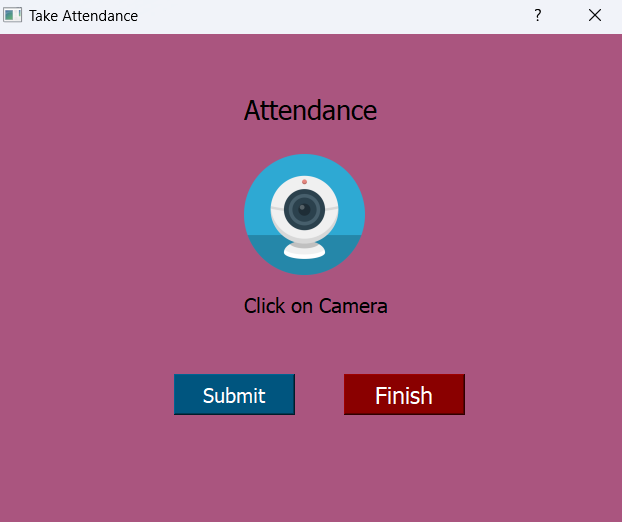 Take Attendance ?
Attendance
Click on Camera
Submit Finish